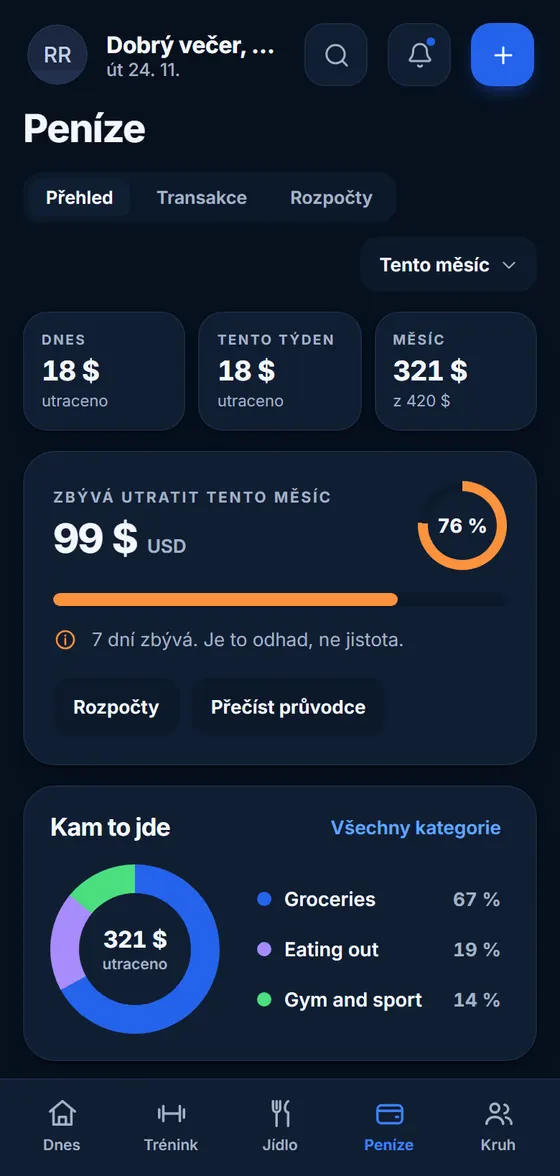 RR
Dobrý večer, ...
út 24. 11.
Peníze
Přehled
Transakce
Rozpočty
Tento měsíc
DNES
18 $
utraceno
TENTO TÝDEN
18 $
utraceno
MĚSÍC
321 $
z 420 $
ZBÝVÁ UTRATIT TENTO MĚSÍC
99 $ USD
76 %
7 dní zbývá. Je to odhad, ne jistota.
Rozpočty
Přečíst průvodce
Kam to jde
Všechny kategorie
321 $
utraceno
Groceries 67 %
Eating out 19 %
Gym and sport 14 %
Dnes
Trénink
Jídlo
Peníze
Kruh